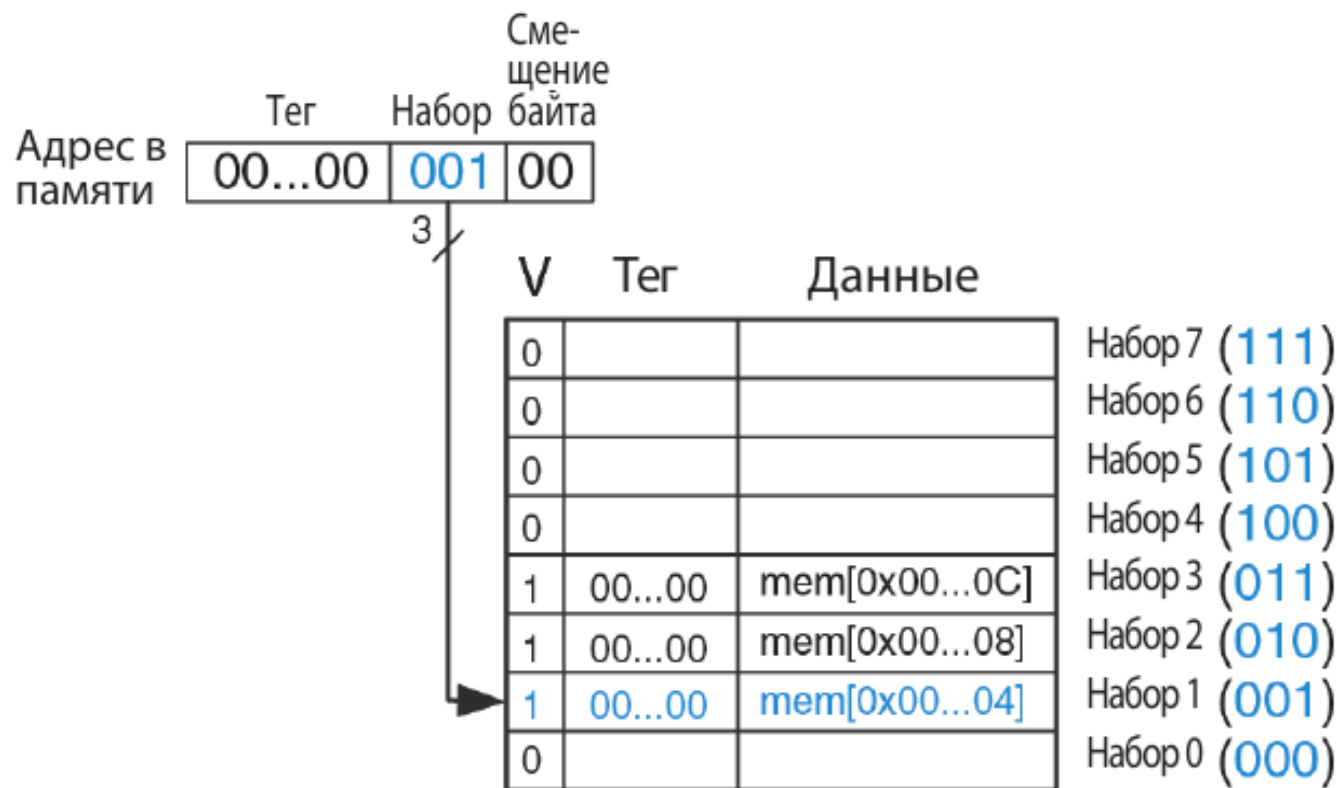 Сме-
щение
Тег Набор байта
Адрес в
памяти
00...00 001 00
3
V Тег Данные
0 Набор 7 (111)
0 Набор 6 (110)
0 Набор 5 (101)
0 Набор 4 (100)
1 00...00 mem[0x00...0C] Набор 3 (011)
1 00...00 mem[0x00...08] Набор 2 (010)
1 00...00 mem[0x00...04] Набор 1 (001)
0 Набор 0 (000)